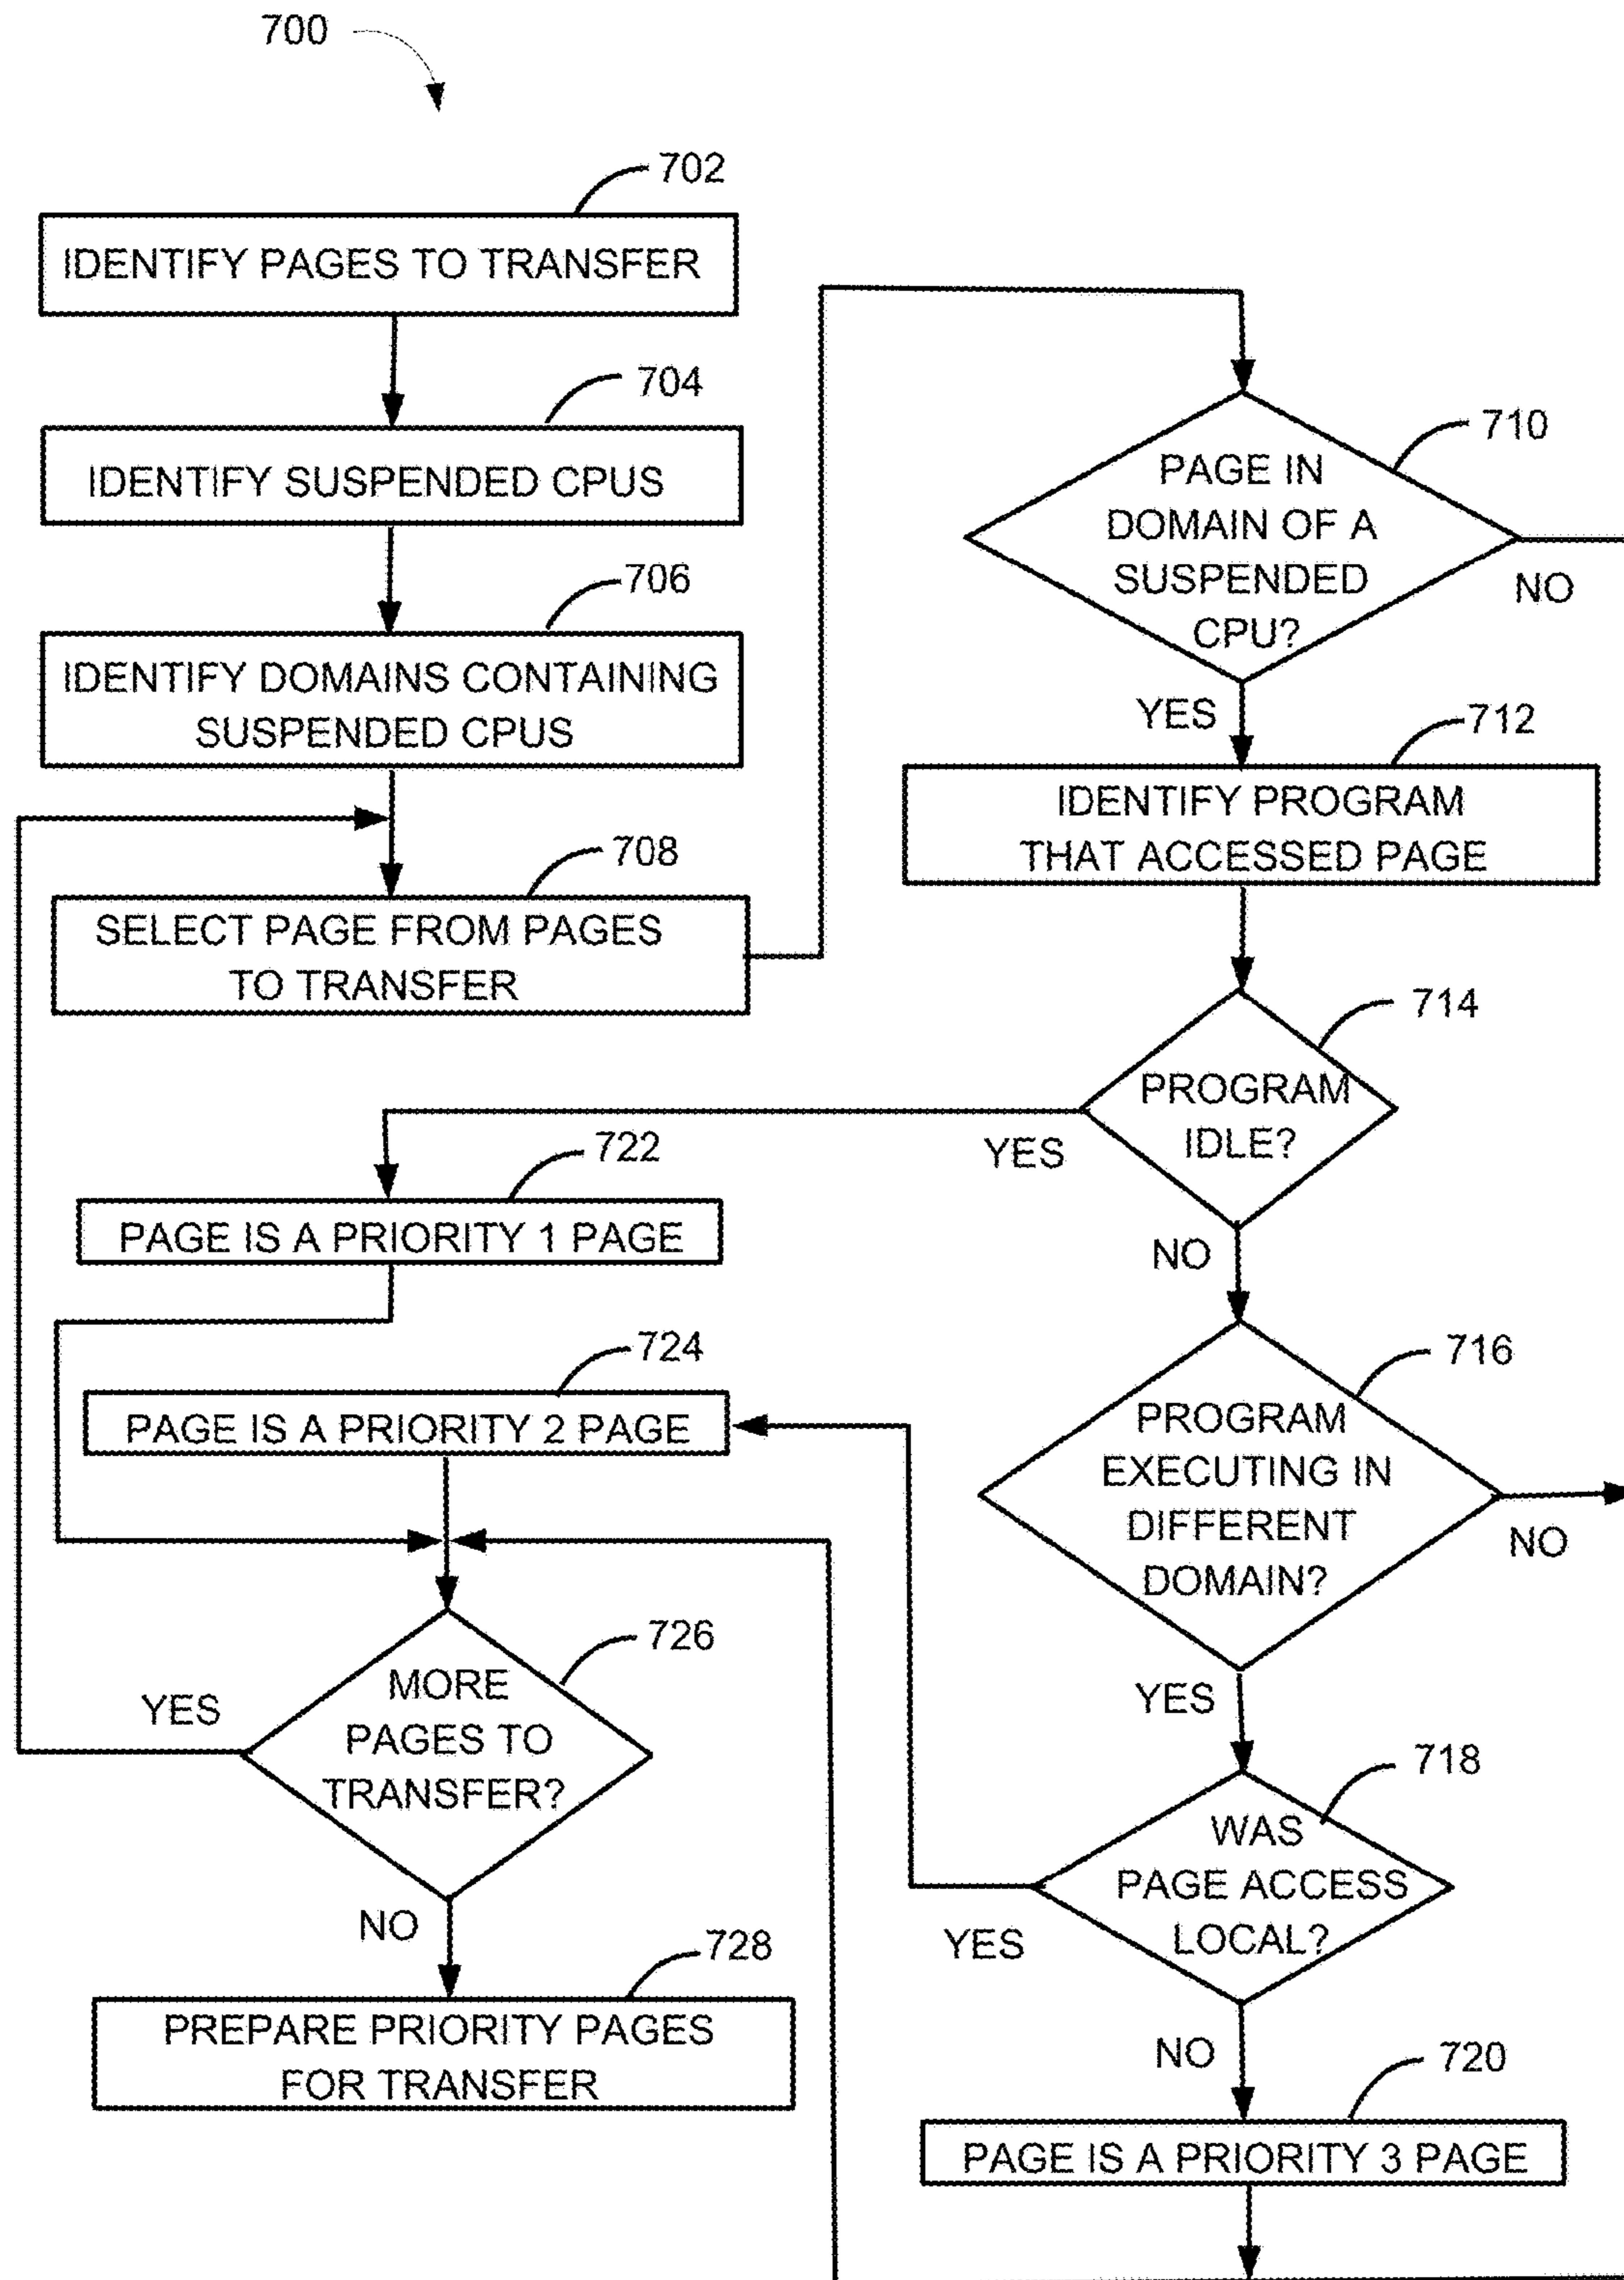 700
702
IDENTIFY PAGES TO TRANSFER
704
IDENTIFY SUSPENDED CPUS
706
IDENTIFY DOMAINS CONTAINING
SUSPENDED CPUS
708
SELECT PAGE FROM PAGES
TO TRANSFER
710
PAGE IN
DOMAIN OF A
SUSPENDED
CPU?
NO
YES
712
IDENTIFY PROGRAM
THAT ACCESSED PAGE
714
PROGRAM
IDLE?
YES
NO
722
PAGE IS A PRIORITY 1 PAGE
716
PROGRAM
EXECUTING IN
DIFFERENT
DOMAIN?
NO
YES
724
PAGE IS A PRIORITY 2 PAGE
718
WAS
PAGE ACCESS
LOCAL?
YES
NO
720
PAGE IS A PRIORITY 3 PAGE
726
MORE
PAGES TO
TRANSFER?
YES
NO
728
PREPARE PRIORITY PAGES
FOR TRANSFER